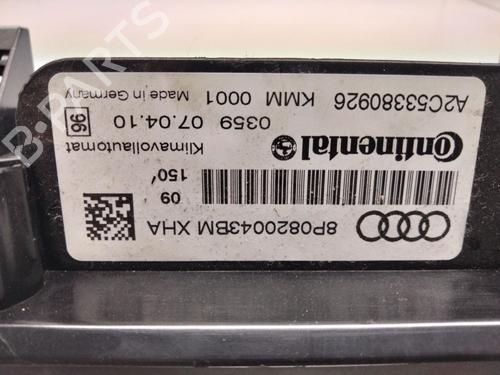 A2C53380926 KMM 0001 Made in Germany
0359 07.04.10 96
Continental
Klimavollautomat
09 150'
8P0820043BM XHA
B-PARTS